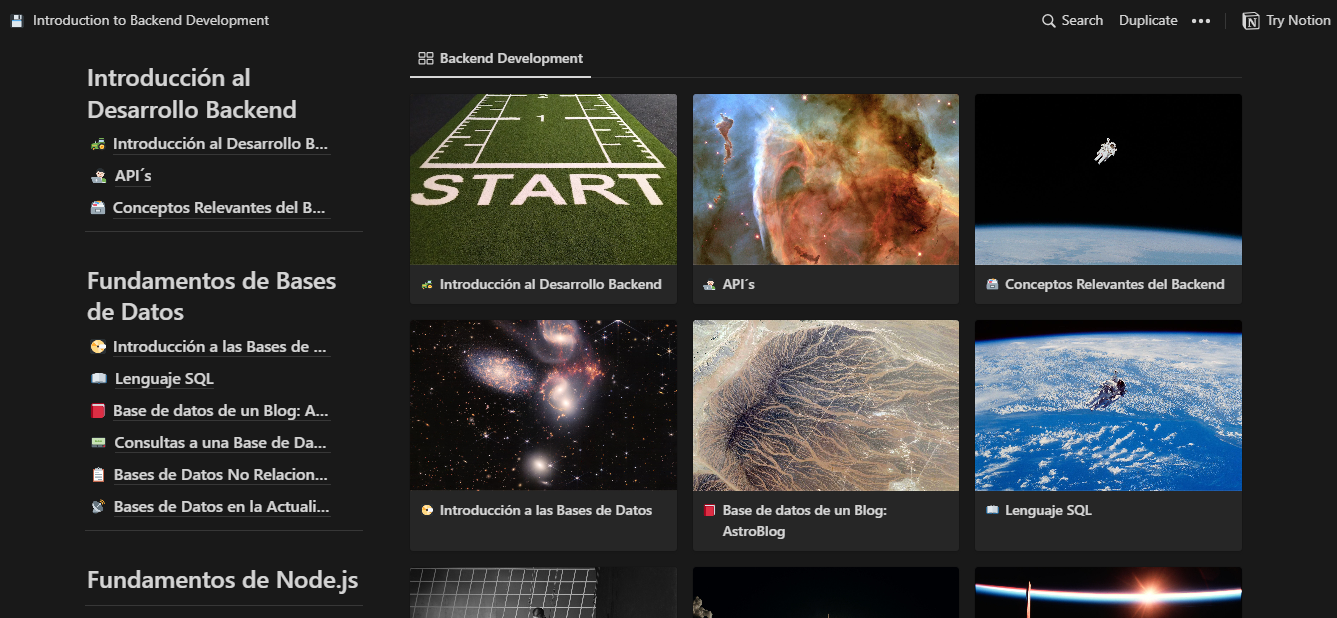 Introduction to Backend Development
Search
Duplicate
•••
Try Notion
Introducción al
Desarrollo Backend
Introducción al Desarrollo B...
API´s
Conceptos Relevantes del B...
Fundamentos de Bases
de Datos
Introducción a las Bases de ...
Lenguaje SQL
Base de datos de un Blog: A...
Consultas a una Base de Da...
Bases de Datos No Relacion...
Bases de Datos en la Actuali...
Fundamentos de Node.js
Backend Development
1
START
Introducción al Desarrollo Backend
API´s
Conceptos Relevantes del Backend
Introducción a las Bases de Datos
Base de datos de un Blog:
AstroBlog
Lenguaje SQL